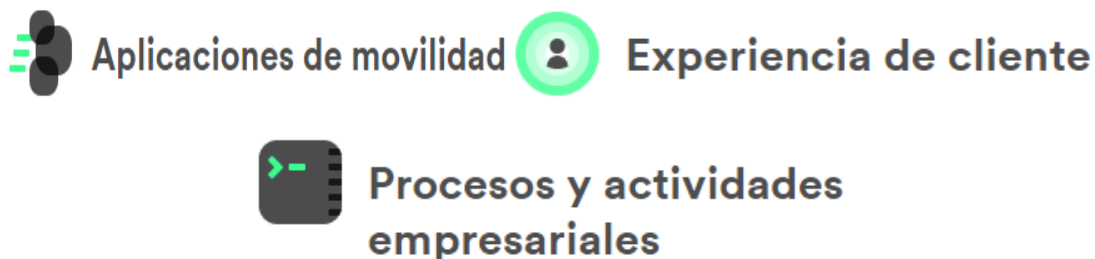 Aplicaciones de movilidad
Experiencia de cliente
Procesos y actividades
empresariales